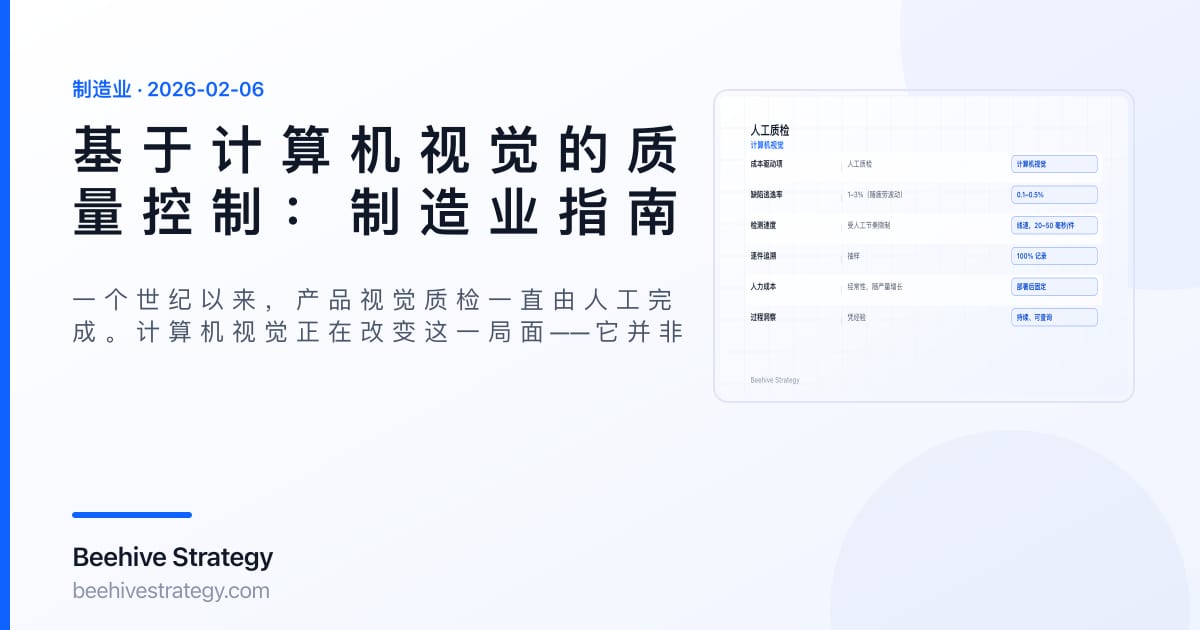 制造业 · 2026-02-06
基于计算机视觉的质
量控制：制造业指南
一个世纪以来，产品视觉质检一直由人工完
成。计算机视觉正在改变这一局面——它并非
人工质检
计算机视觉
成本驱动项 人工质检 计算机视觉
缺陷逃逸率 1–3%（随疲劳波动） 0.1–0.5%
检测速度 受人工节奏限制 线速，20–50 毫秒/件
逐件追溯 抽样 100% 记录
人力成本 经常性，随产量增长 部署后固定
过程洞察 凭经验 持续、可查询
Beehive Strategy
Beehive Strategy
beehivestrategy.com